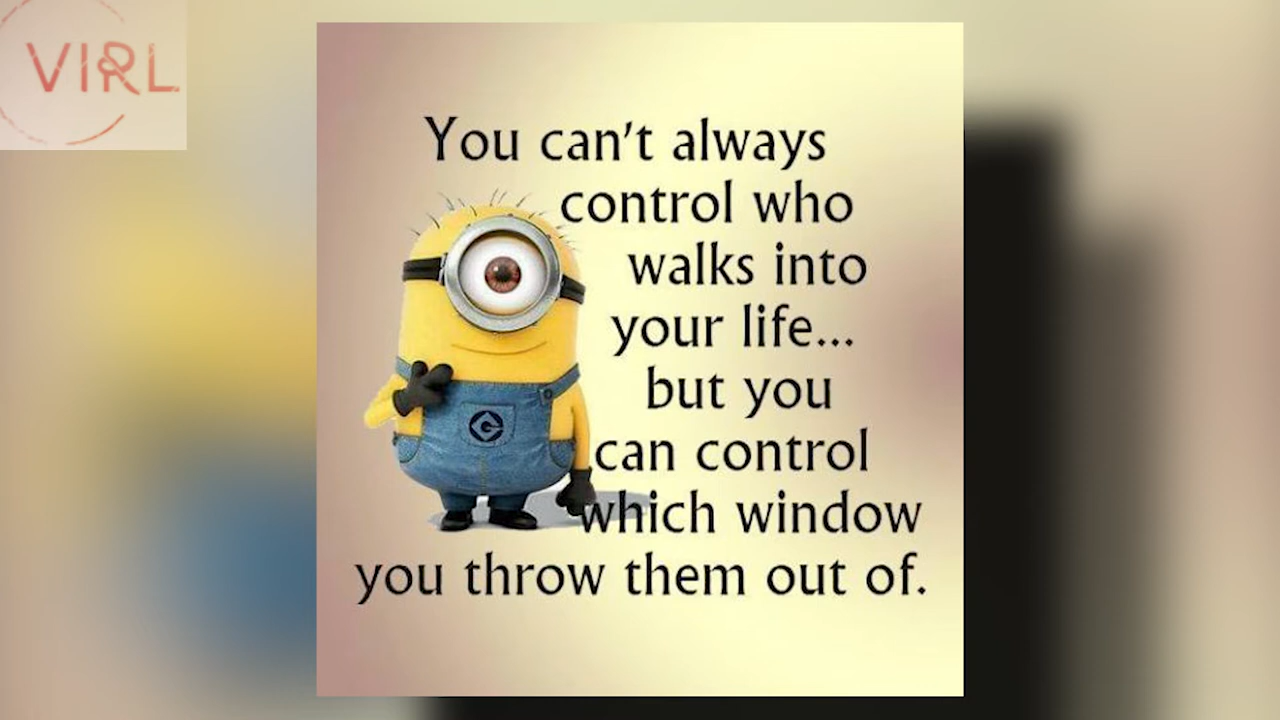 VIRL
You can't always
control who
walks into
your life...
but you
can control
which window
you throw them out of.